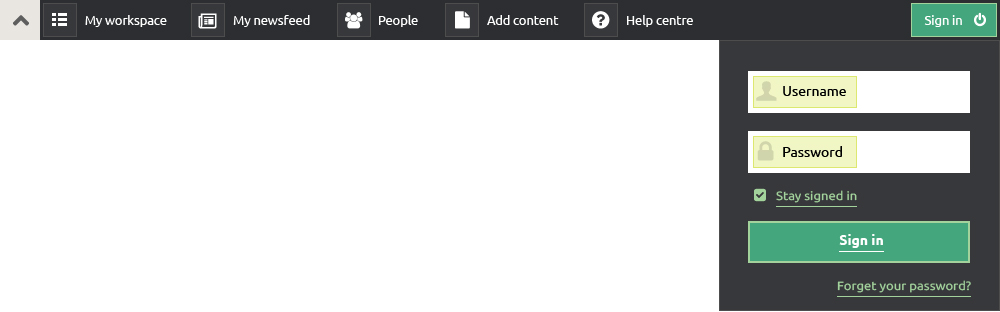 My workspace My newsfeed People Add content Help centre Sign in
Username
Password
Stay signed in
Sign in
Forget your password?